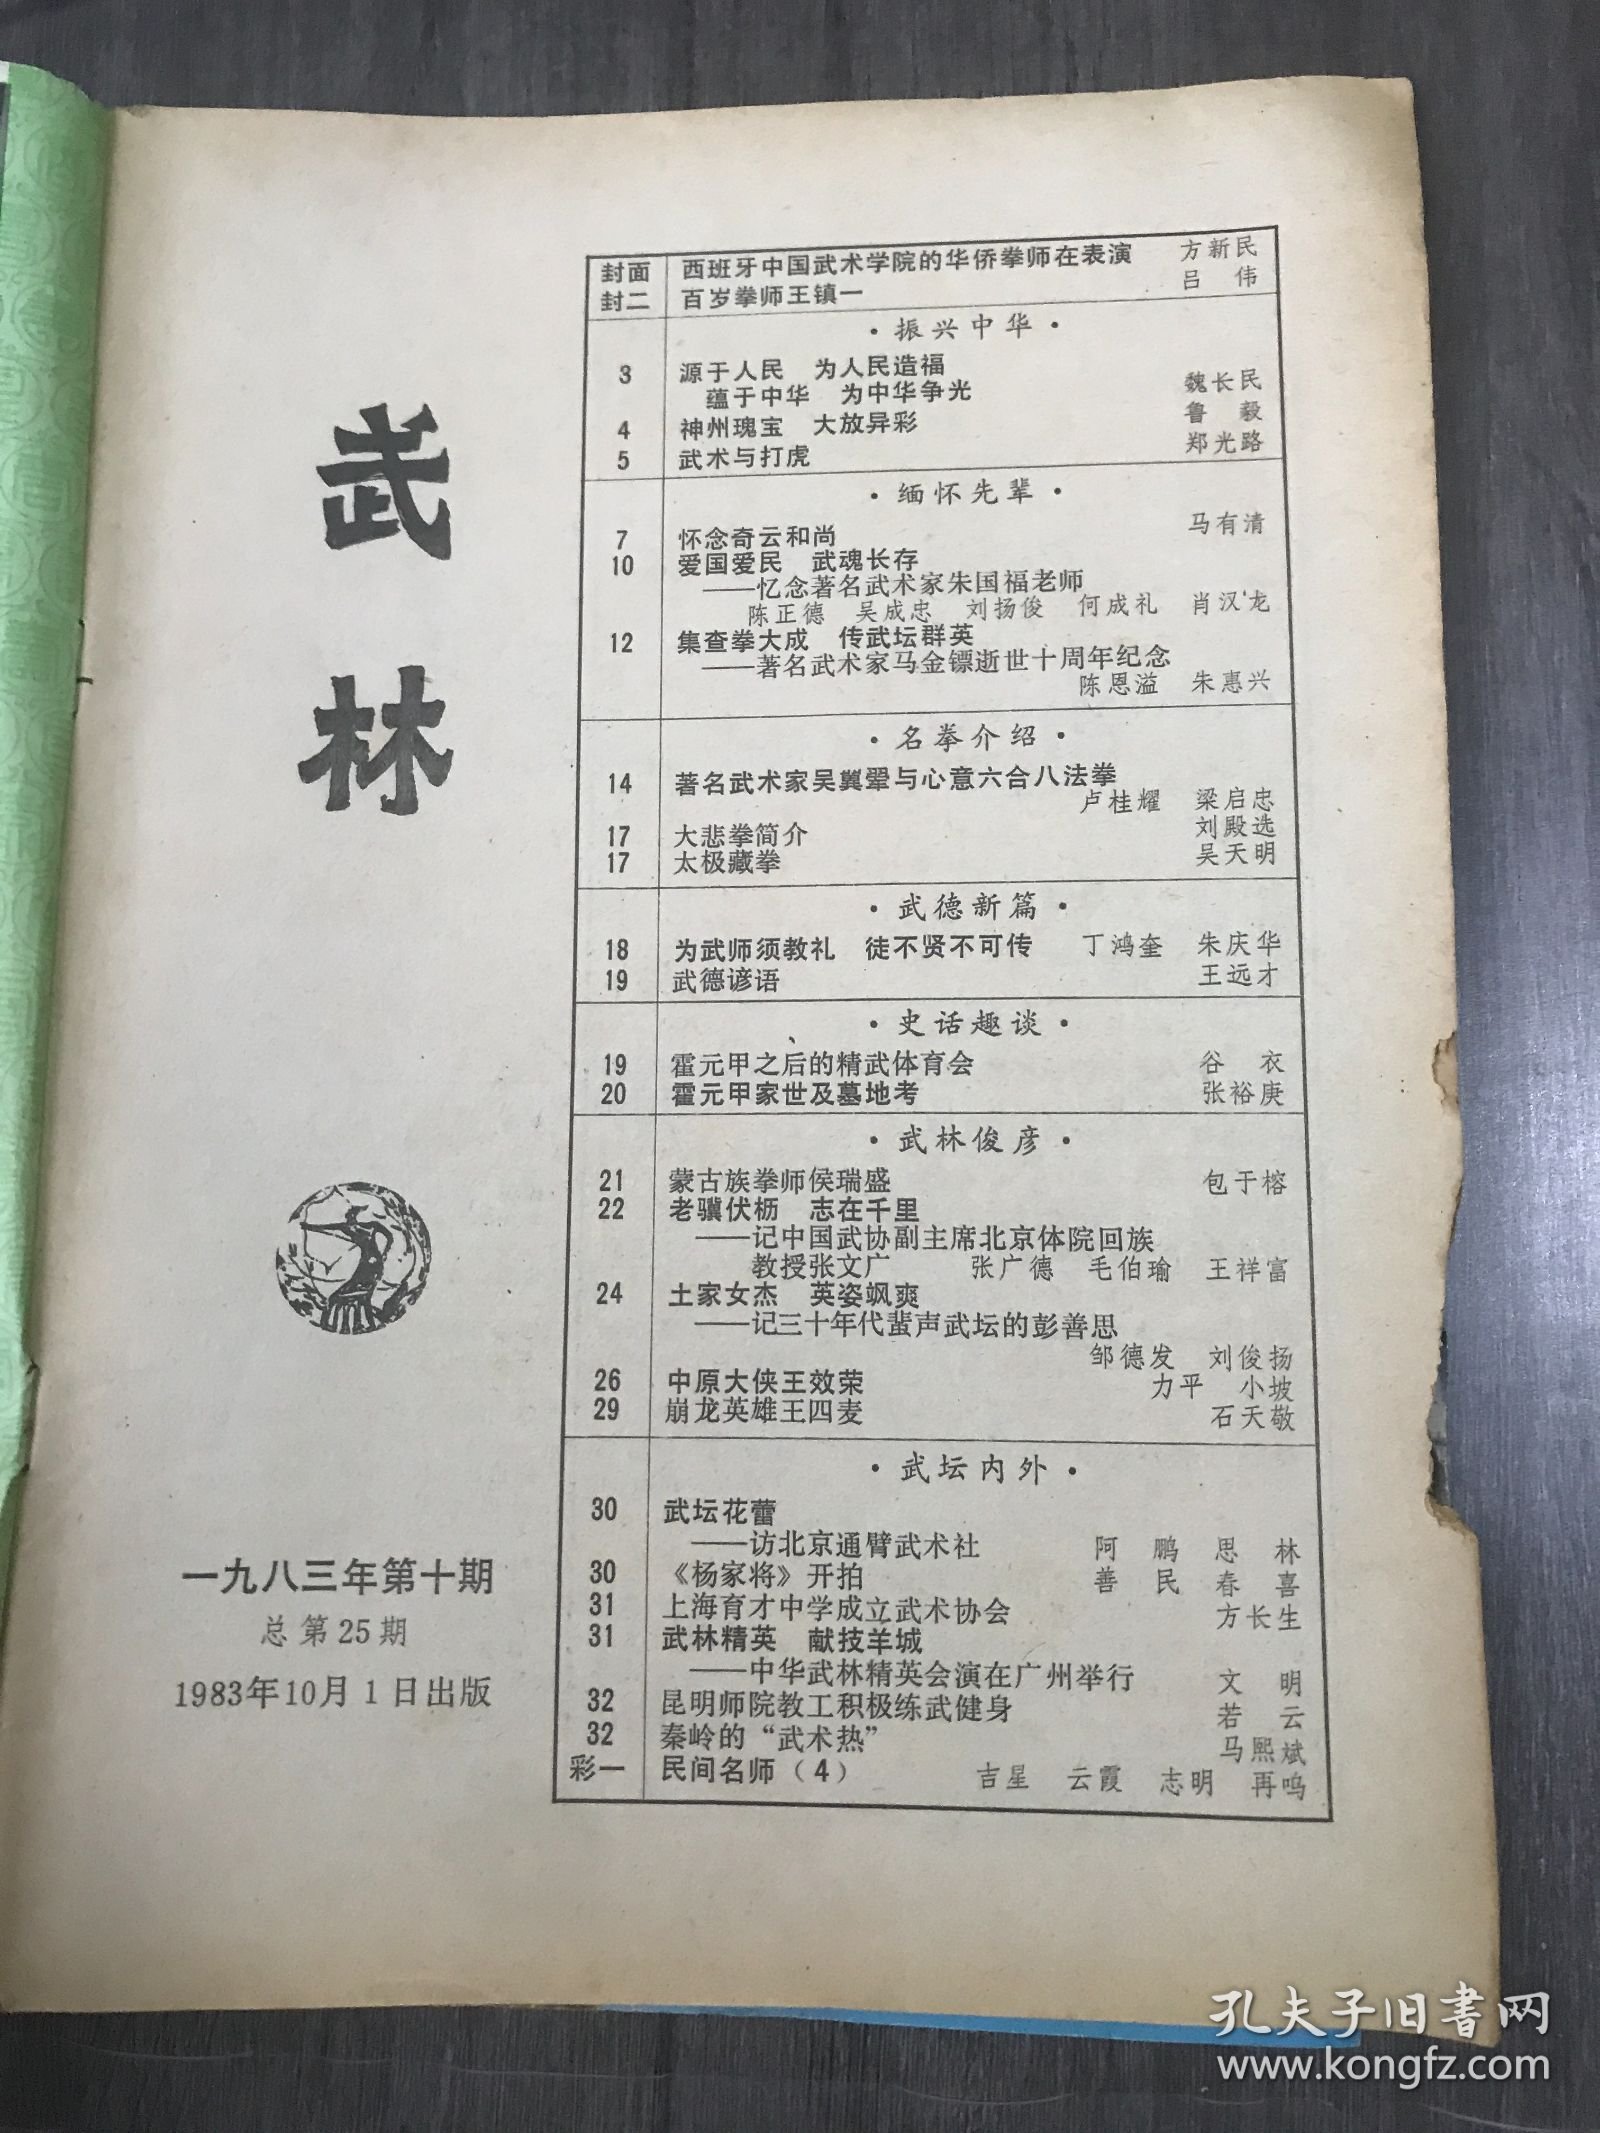 武林
一九八三年第十期
总第25期
1983年10月1日出版
封面 西班牙中国武术学院的华侨拳师在表演 方新民
封二 百岁拳师王镇一 吕伟
·振兴中华·
3 源于人民 为人民造福
蕴于中华 为中华争光 魏长民
4 神州瑰宝 大放异彩 鲁毅
5 武术与打虎 郑光路
·缅怀先辈·
7 怀念奇云和尚 马有清
10 爱国爱民 武魂长存
——忆念著名武术家朱国福老师
陈正德 吴成忠 刘扬俊 何成礼 肖汉龙
12 集查拳大成 传武坛群英
——著名武术家马金镖逝世十周年纪念
陈恩溢 朱惠兴
·名拳介绍·
14 著名武术家吴翼翚与心意六合八法拳
卢桂耀 梁启忠
17 大悲拳简介 刘殿选
17 太极藏拳 吴天明
·武德新篇·
18 为武师须教礼 徒不贤不可传 丁鸿奎 朱庆华
19 武德谚语 王远才
·史话趣谈·
19 霍元甲之后的精武体育会 谷衣
20 霍元甲家世及墓地考 张裕庚
·武林俊彦·
21 蒙古族拳师侯瑞盛 包于榕
22 老骥伏枥 志在千里
——记中国武协副主席北京体院回族
教授张文广 张广德 毛伯瑜 王祥富
24 土家女杰 英姿飒爽
——记三十年代蜚声武坛的彭善思
邹德发 刘俊扬
26 中原大侠王效荣 力平 小坡
29 崩龙英雄王四麦 石天敬
·武坛内外·
30 武坛花蕾
——访北京通臂武术社 阿鹏 思林
30 《杨家将》开拍 善民 春喜
31 上海育才中学成立武术协会 方长生
31 武林精英 献技羊城
——中华武林精英会演在广州举行 文明
32 昆明师院教工积极练武健身 若云
32 秦岭的“武术热” 马熙斌
彩一 民间名师(4) 吉星 云霞 志明 再鸣
孔夫子旧书网
www.kongfz.com